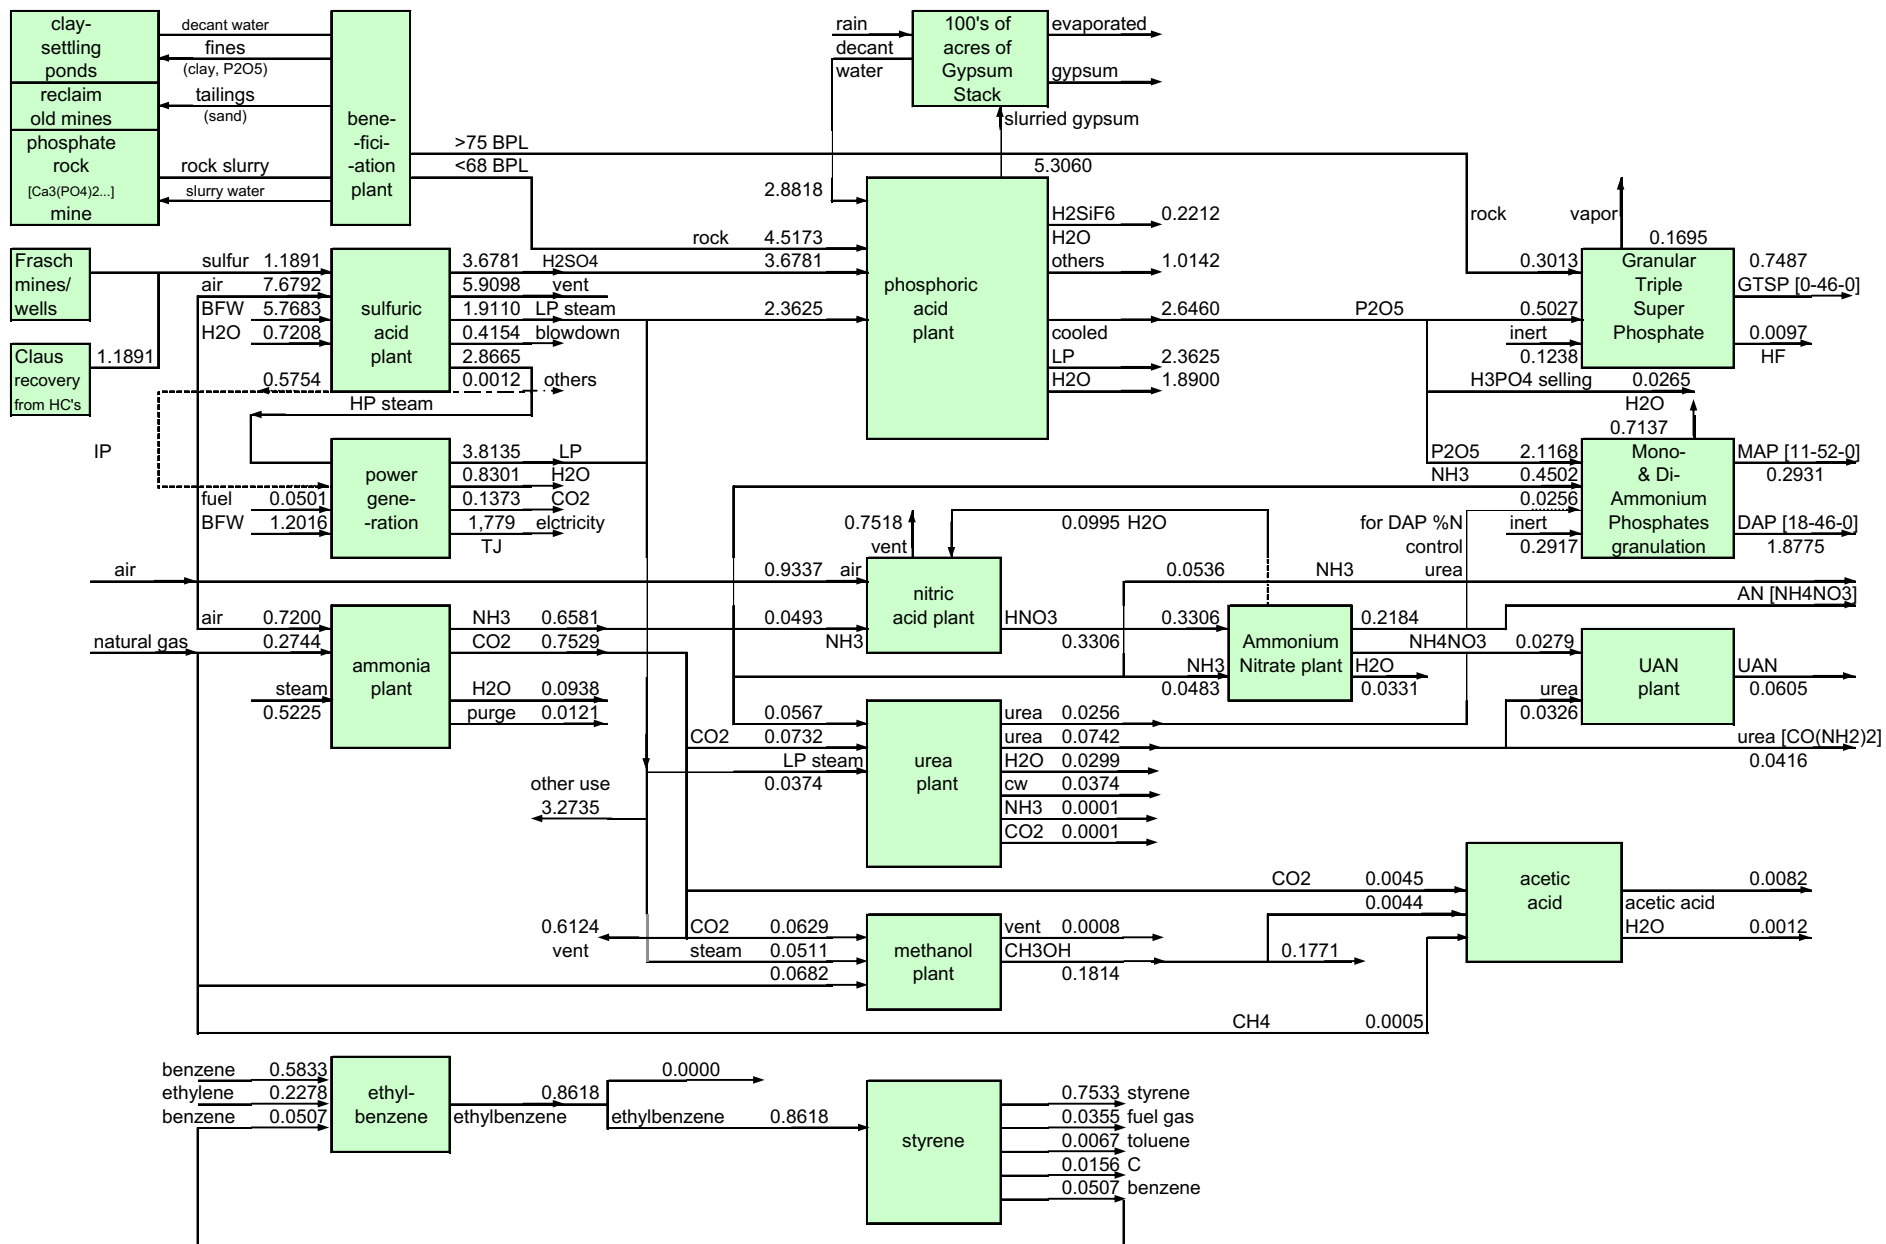 clay-
settling
ponds
reclaim
old mines
phosphate
rock
[Ca3(PO4)2...]
mine
decant water
fines
(clay, P2O5)
tailings
(sand)
rock slurry
slurry water
bene-
-fici-
-ation
plant
>75 BPL
<68 BPL
rain
decant
water
100's of
acres of
Gypsum
Stack
evaporated
gypsum
slurried gypsum
5.3060
2.8818
rock 4.5173
3.6781
2.3625
phosphoric
acid
plant
H2SiF6 0.2212
H2O
others 1.0142
2.6460
cooled
LP 2.3625
H2O 1.8900
P2O5
rock
vapor
0.1695
0.3013
0.5027
inert
0.1238
Granular
Triple
Super
Phosphate
0.7487
GTSP [0-46-0]
0.0097
HF
H3PO4 selling 0.0265
H2O
0.7137
P2O5 2.1168
NH3 0.4502
0.0256
for DAP %N
control
urea
inert
0.2917
Mono-
& Di-
Ammonium
Phosphates
granulation
MAP [11-52-0]
0.2931
DAP [18-46-0]
1.8775
Frasch
mines/
wells
Claus
recovery
from HC's
1.1891
sulfur 1.1891
air 7.6792
BFW 5.7683
H2O 0.7208
sulfuric
acid
plant
3.6781 H2SO4
5.9098 vent
1.9110 LP steam
0.4154 blowdown
2.8665
0.0012 others
0.5754
HP steam
IP
fuel 0.0501
BFW 1.2016
power
gene-
-ration
3.8135 LP
0.8301 H2O
0.1373 CO2
1,779 elctricity
TJ
air
0.9337 air
0.7518
vent
0.0995 H2O
nitric
acid plant
0.0493
NH3
HNO3 0.3306
0.3306
0.0536 NH3
AN [NH4NO3]
air 0.7200
natural gas 0.2744
steam
0.5225
ammonia
plant
NH3 0.6581
CO2 0.7529
H2O 0.0938
purge 0.0121
NH3
0.0483
Ammonium
Nitrate plant
0.2184
NH4NO3 0.0279
H2O
0.0331
urea
0.0326
UAN
plant
UAN
0.0605
0.0567
CO2 0.0732
LP steam
0.0374
urea
plant
urea 0.0256
urea 0.0742
H2O 0.0299
cw 0.0374
NH3 0.0001
CO2 0.0001
urea [CO(NH2)2]
0.0416
other use
3.2735
CO2 0.0045
0.0044
acetic
acid
0.0082
acetic acid
H2O 0.0012
0.6124
vent
CO2 0.0629
steam 0.0511
0.0682
methanol
plant
vent 0.0008
CH3OH
0.1814
0.1771
CH4 0.0005
benzene 0.5833
ethylene 0.2278
benzene 0.0507
ethyl-
benzene
0.8618
ethylbenzene
0.0000
ethylbenzene 0.8618
styrene
0.7533 styrene
0.0355 fuel gas
0.0067 toluene
0.0156 C
0.0507 benzene